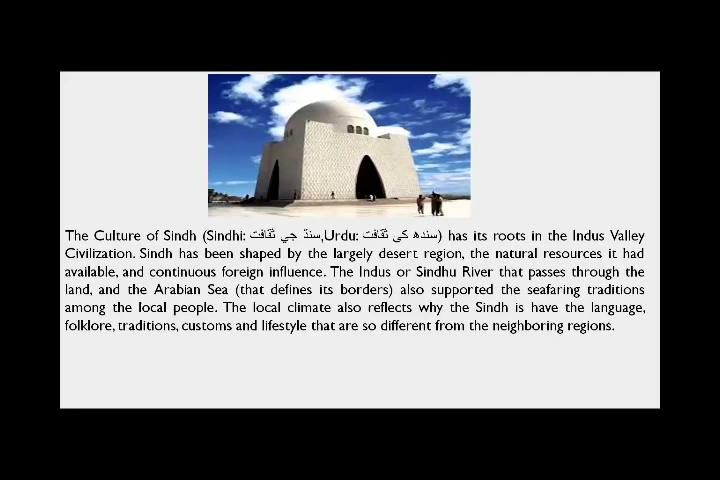 The Culture of Sindh (Sindhi: سنڌ جي ثقافت,Urdu: سندھ کی ثقافت) has its roots in the Indus Valley
Civilization. Sindh has been shaped by the largely desert region, the natural resources it had
available, and continuous foreign influence. The Indus or Sindhu River that passes through the
land, and the Arabian Sea (that defines its borders) also supported the seafaring traditions
among the local people. The local climate also reflects why the Sindh is have the language,
folklore, traditions, customs and lifestyle that are so different from the neighboring regions.